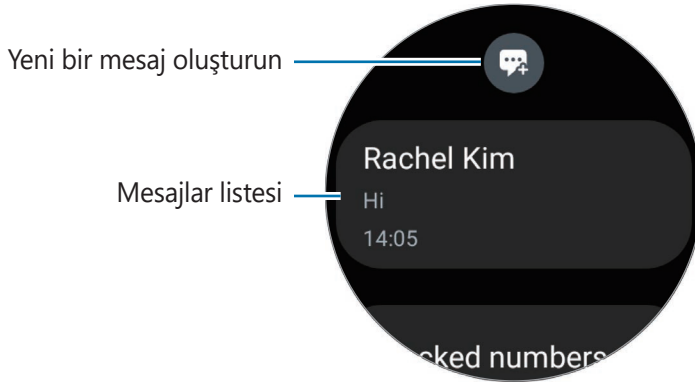 Yeni bir mesaj oluşturun
Rachel Kim
Mesajlar listesi
Hi
14:05
cked numbers